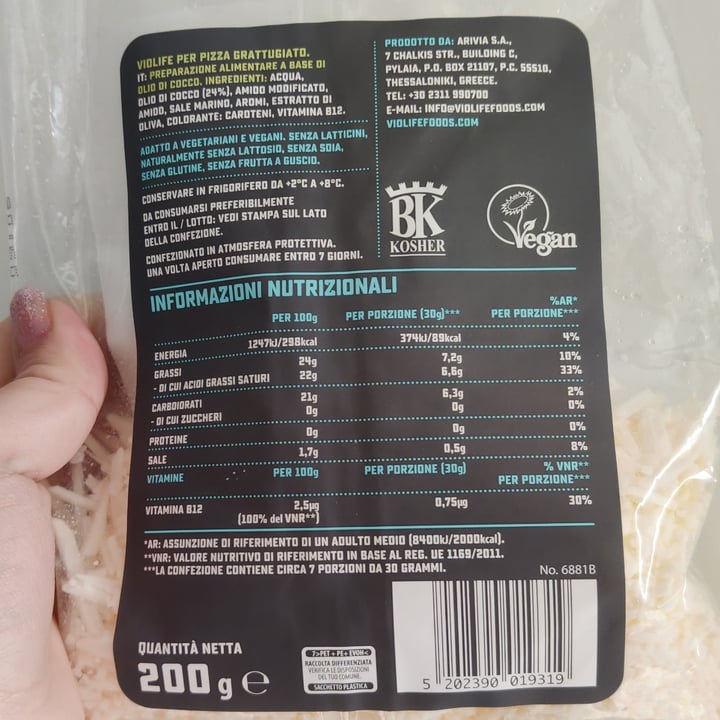 VIOLIFE PER PIZZA GRATTUGIATO.
IT: PREPARAZIONE ALIMENTARE A BASE DI
OLIO DI COCCO. INGREDIENTI: ACQUA,
OLIO DI COCCO (24%), AMIDO MODIFICATO,
AMIDO, SALE MARINO, AROMI, ESTRATTO DI
OLIVA, COLORANTE: CAROTENI, VITAMINA B12.
ADATTO A VEGETARIANI E VEGANI. SENZA LATTICINI,
NATURALMENTE SENZA LATTOSIO, SENZA SOIA,
SENZA GLUTINE, SENZA FRUTTA A GUSCIO.
CONSERVARE IN FRIGORIFERO DA +2°C A +8°C.
DA CONSUMARSI PREFERIBILMENTE
ENTRO IL / LOTTO: VEDI STAMPA SUL LATO
DELLA CONFEZIONE.
CONFEZIONATO IN ATMOSFERA PROTETTIVA.
UNA VOLTA APERTO CONSUMARE ENTRO 7 GIORNI.
PRODOTTO DA: ARIVIA S.A.,
7 CHALKIS STR., BUILDING C,
PYLAIA, P.O. BOX 21107, P.C. 55510,
THESSALONIKI, GREECE.
TEL: +30 2311 990700
E-MAIL: INFO@VIOLIFEFOODS.COM
VIOLIFEFOODS.COM
BK
KOSHER
Vegan
INFORMAZIONI NUTRIZIONALI
PER 100g PER PORZIONE (30g)*** %AR* PER PORZIONE***
ENERGIA 1247kJ/298kcal 374kJ/89kcal 4%
GRASSI 24g 7,2g 10%
- DI CUI ACIDI GRASSI SATURI 22g 6,6g 33%
CARBOIDRATI 21g 6,3g 2%
- DI CUI ZUCCHERI 0g 0g 0%
PROTEINE 0g 0g 0%
SALE 1,7g 0,5g 8%
VITAMINE PER 100g PER PORZIONE (30g) % VNR** PER PORZIONE***
VITAMINA B12 2,5µg 0,75µg 30%
(100% del VNR**)
*AR: ASSUNZIONE DI RIFERIMENTO DI UN ADULTO MEDIO (8400kJ/2000kcal).
**VNR: VALORE NUTRITIVO DI RIFERIMENTO IN BASE AL REG. UE 1169/2011.
***LA CONFEZIONE CONTIENE CIRCA 7 PORZIONI DA 30 GRAMMI.
No. 6881B
QUANTITÀ NETTA
200 g e
7>PET + PE+ EVOH<
RACCOLTA DIFFERENZIATA
VERIFICA LE DISPOSIZIONI
DEL TUO COMUNE.
SACCHETTO PLASTICA
5 202390 019319